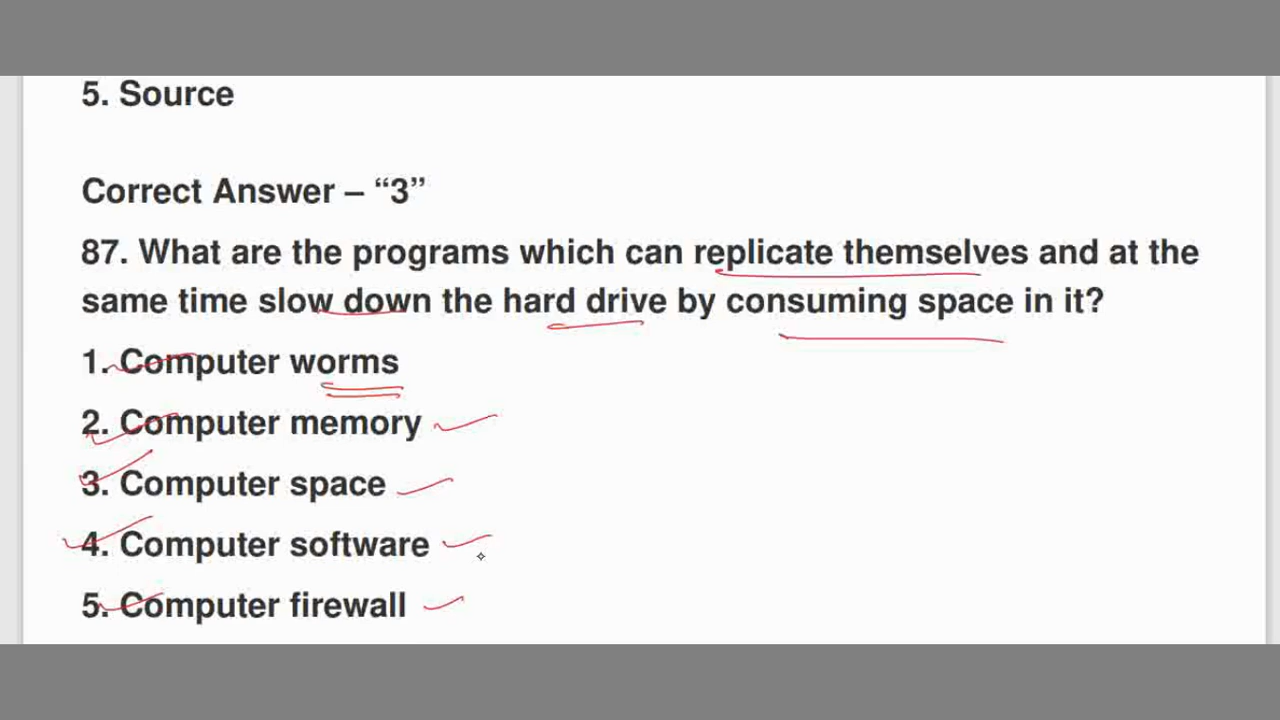 5. Source
Correct Answer – “3”
87. What are the programs which can replicate themselves and at the
same time slow down the hard drive by consuming space in it?
1. Computer worms
2. Computer memory
3. Computer space
4. Computer software
5. Computer firewall